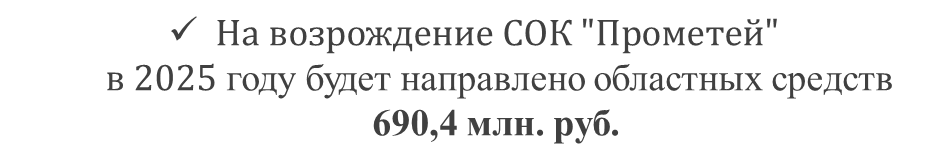 ✓ На возрождение СОК "Прометей"
в 2025 году будет направлено областных средств
690,4 млн. руб.